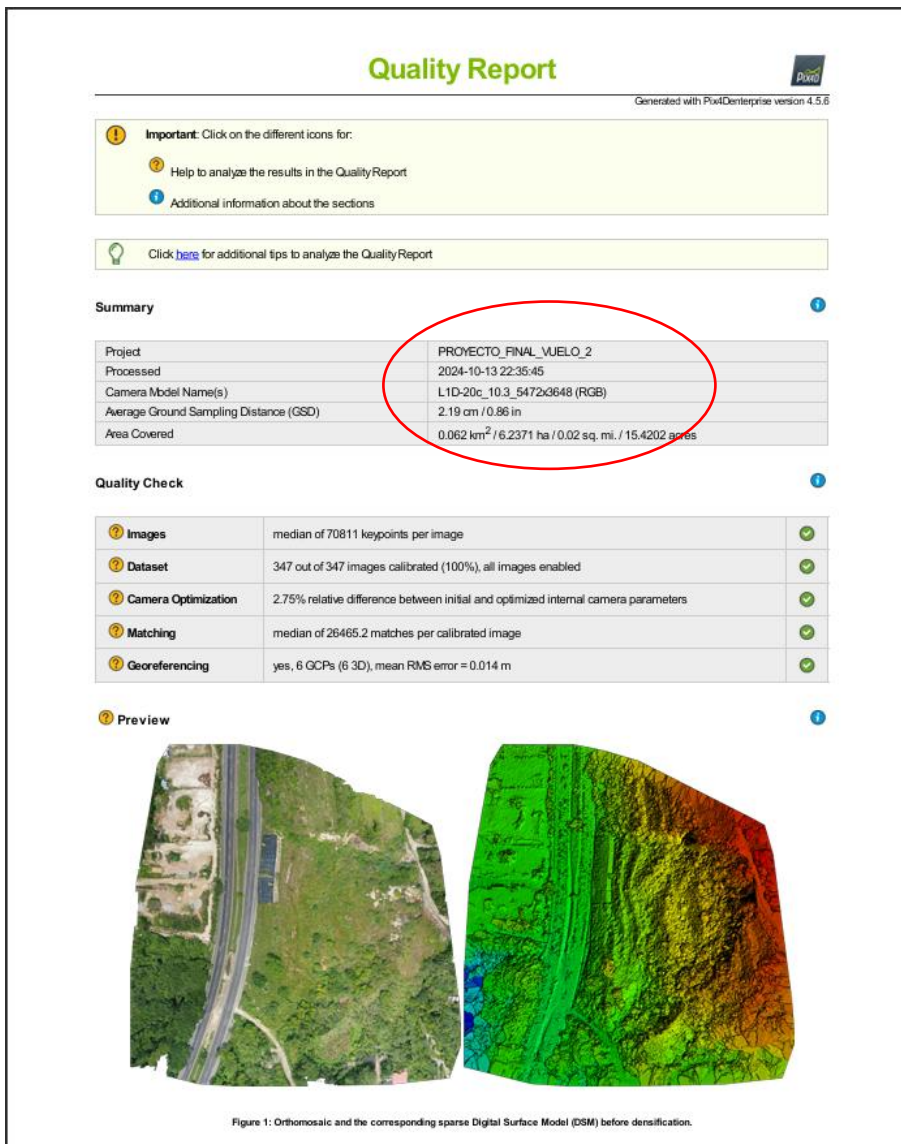 Quality Report
Pix4D
Generated with Pix4Denterprise version 4.5.6
! Important: Click on the different icons for:
? Help to analyze the results in the Quality Report
i Additional information about the sections
Click here for additional tips to analyze the Quality Report
Summary i
Project PROYECTO_FINAL_VUELO_2
Processed 2024-10-13 22:35:45
Camera Model Name(s) L1D-20c_10.3_5472x3648 (RGB)
Average Ground Sampling Distance (GSD) 2.19 cm / 0.86 in
Area Covered 0.062 km² / 6.2371 ha / 0.02 sq. mi. / 15.4202 acres
Quality Check i
? Images median of 70811 keypoints per image
? Dataset 347 out of 347 images calibrated (100%), all images enabled
? Camera Optimization 2.75% relative difference between initial and optimized internal camera parameters
? Matching median of 26465.2 matches per calibrated image
? Georeferencing yes, 6 GCPs (6 3D), mean RMS error = 0.014 m
? Preview i
Figure 1: Orthomosaic and the corresponding sparse Digital Surface Model (DSM) before densification.